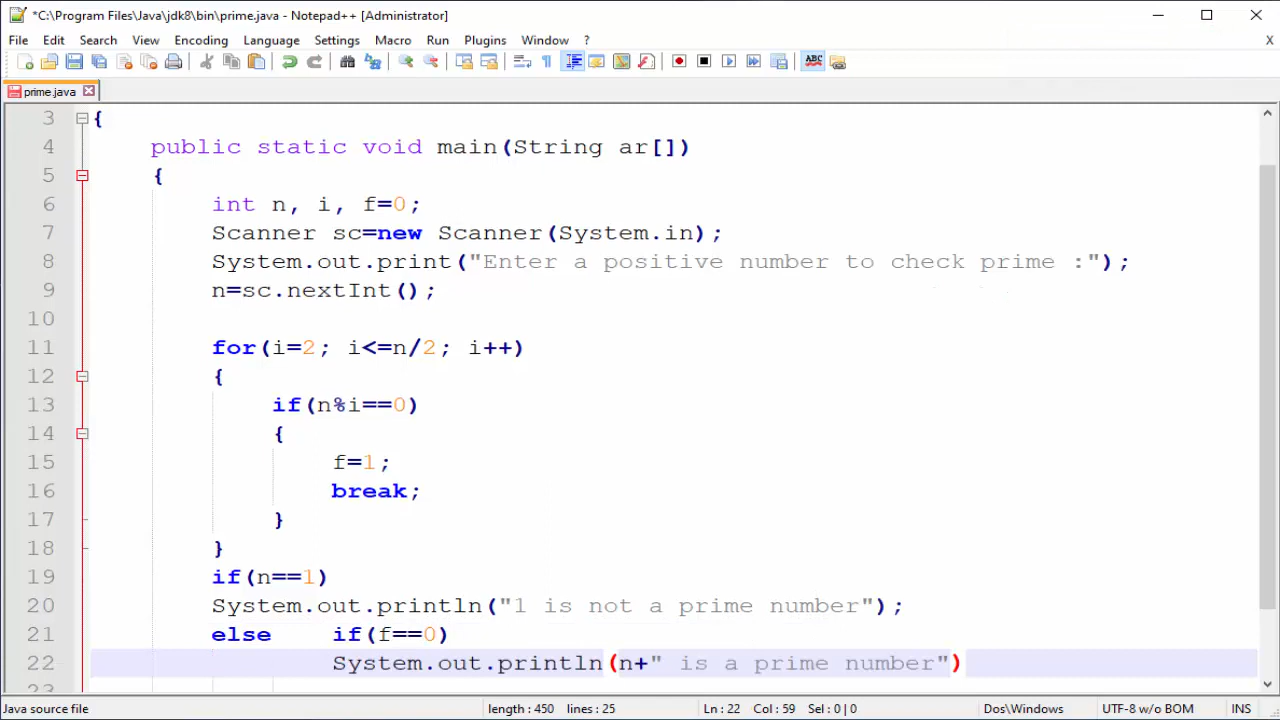 *C:\Program Files\Java\jdk8\bin\prime.java - Notepad++ [Administrator]
File Edit Search View Encoding Language Settings Macro Run Plugins Window ? X
ABC
prime.java
3 {
4 public static void main(String ar[])
5 {
6 int n, i, f=0;
7 Scanner sc=new Scanner(System.in);
8 System.out.print("Enter a positive number to check prime :");
9 n=sc.nextInt();
10
11 for(i=2; i<=n/2; i++)
12 {
13 if(n%i==0)
14 {
15 f=1;
16 break;
17 }
18 }
19 if(n==1)
20 System.out.println("1 is not a prime number");
21 else if(f==0)
22 System.out.println(n+" is a prime number")
23
Java source file length : 450 lines : 25 Ln : 22 Col : 59 Sel : 0 | 0 Dos\Windows UTF-8 w/o BOM INS